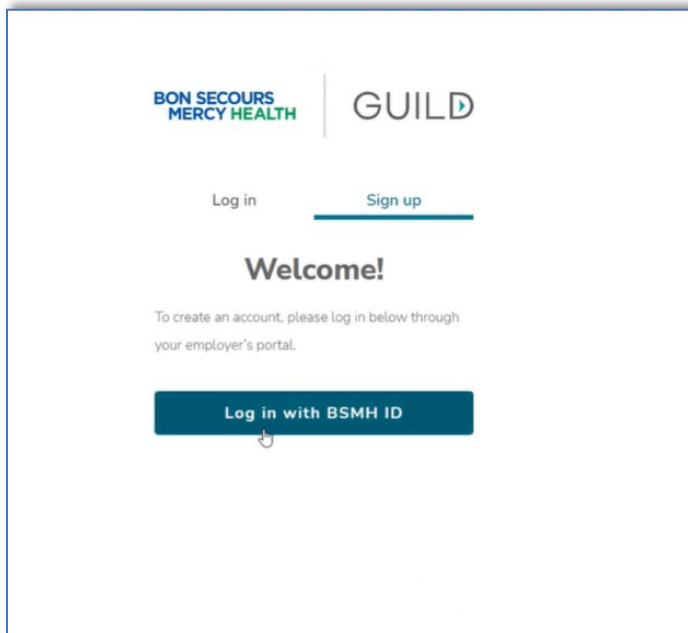 BON SECOURS
MERCY HEALTH
GUILD
Log in
Sign up
Welcome!
To create an account, please log in below through
your employer's portal.
Log in with BSMH ID